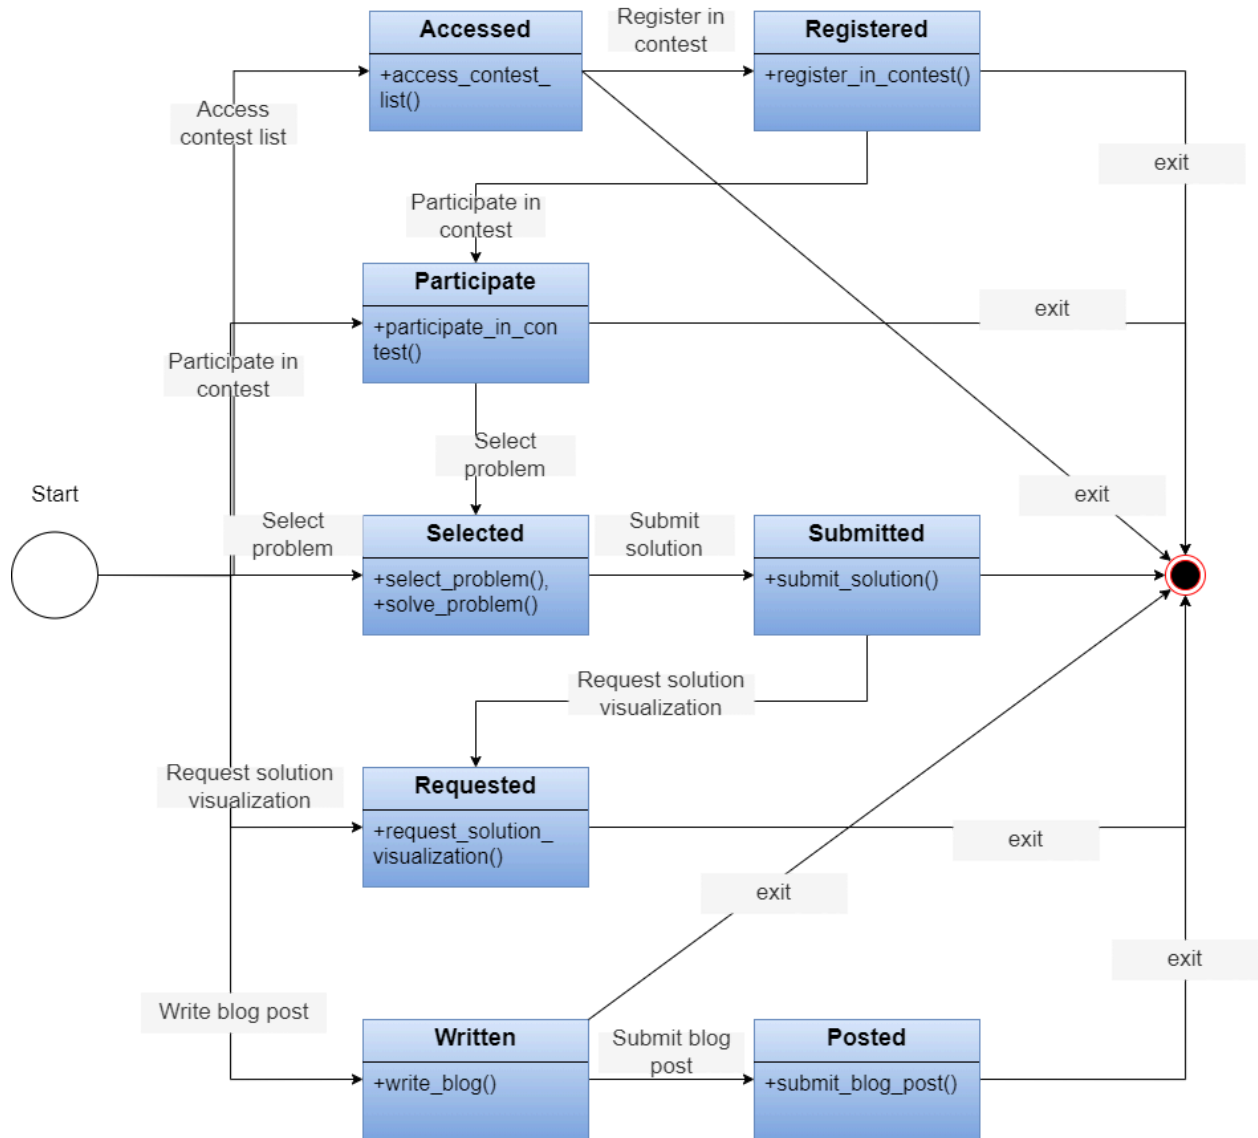 Accessed
+access_contest_
list()
Register in
contest
Registered
+register_in_contest()
Access
contest list
exit
Participate in
contest
Participate
+participate_in_con
test()
exit
Participate in
contest
Select
problem
exit
Start
Select
problem
Selected
+select_problem(),
+solve_problem()
Submit
solution
Submitted
+submit_solution()
Request solution
visualization
Request solution
visualization
Requested
+request_solution_
visualization()
exit
exit
exit
Write blog post
Written
+write_blog()
Submit blog
post
Posted
+submit_blog_post()